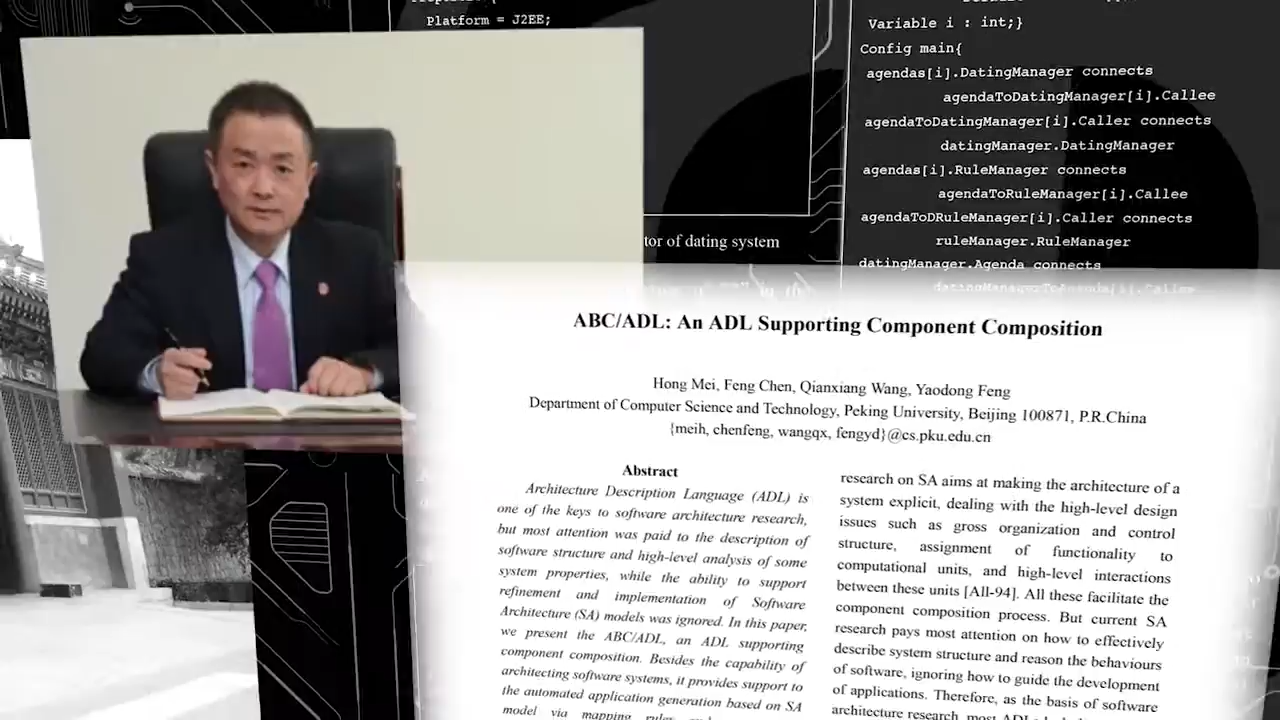 Platform = J2EE;
Variable i : int;}
Config main{
agendas[i].DatingManager connects
agendaToDatingManager[i].Callee
agendaToDatingManager[i].Caller connects
datingManager.DatingManager
agendas[i].RuleManager connects
agendaToRuleManager[i].Callee
agendaToDRuleManager[i].Caller connects
ruleManager.RuleManager
datingManager.Agenda connects
tor of dating system
ABC/ADL: An ADL Supporting Component Composition
Hong Mei, Feng Chen, Qianxiang Wang, Yaodong Feng
Department of Computer Science and Technology, Peking University, Beijing 100871, P.R.China
{meih, chenfeng, wangqx, fengyd}@cs.pku.edu.cn
Abstract
Architecture Description Language (ADL) is
one of the keys to software architecture research,
but most attention was paid to the description of
software structure and high-level analysis of some
system properties, while the ability to support
refinement and implementation of Software
Architecture (SA) models was ignored. In this paper,
we present the ABC/ADL, an ADL supporting
component composition. Besides the capability of
architecting software systems, it provides support to
the automated application generation based on SA
model via mapping rules
research on SA aims at making the architecture of a
system explicit, dealing with the high-level design
issues such as gross organization and control
structure, assignment of functionality to
computational units, and high-level interactions
between these units [All-94]. All these facilitate the
component composition process. But current SA
research pays most attention on how to effectively
describe system structure and reason the behaviours
of software, ignoring how to guide the development
of applications. Therefore, as the basis of software
architecture research, most